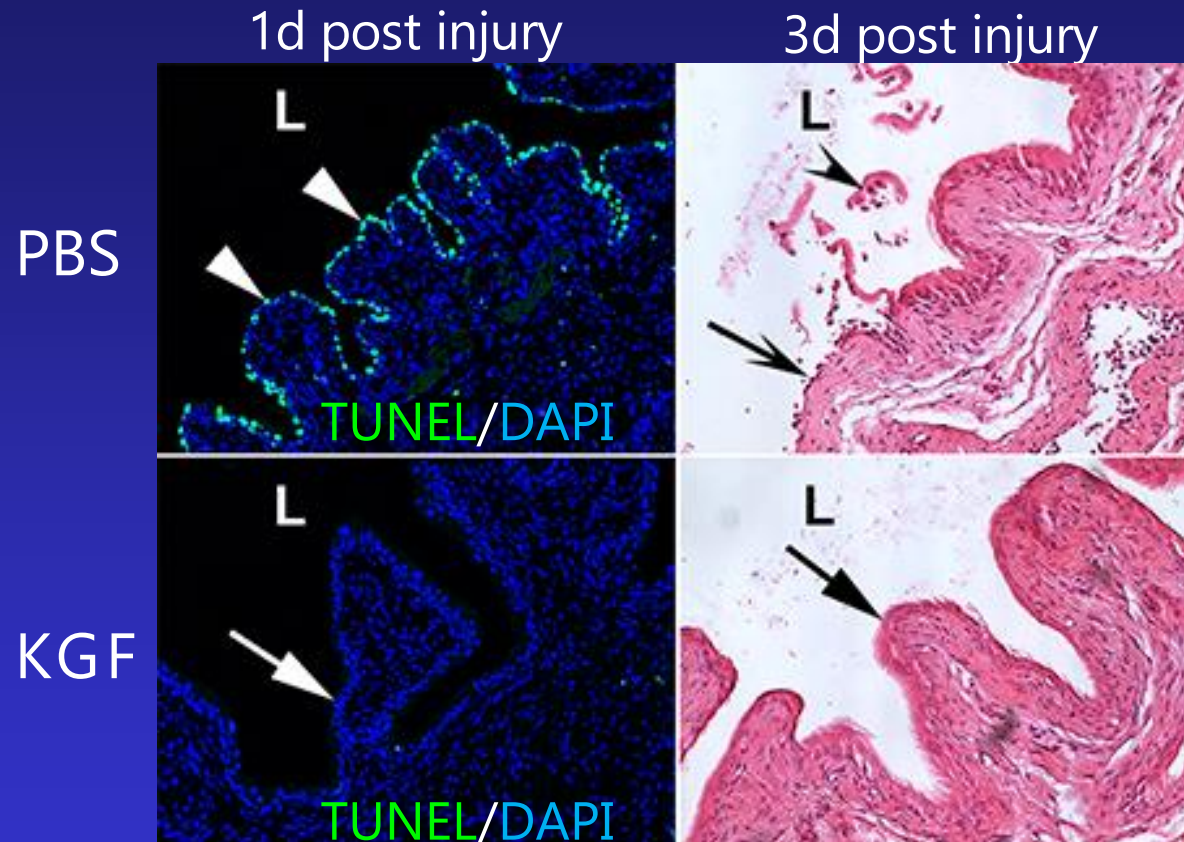 1d post injury
3d post injury
PBS
L
L
TUNEL/DAPI
KGF
L
L
TUNEL/DAPI